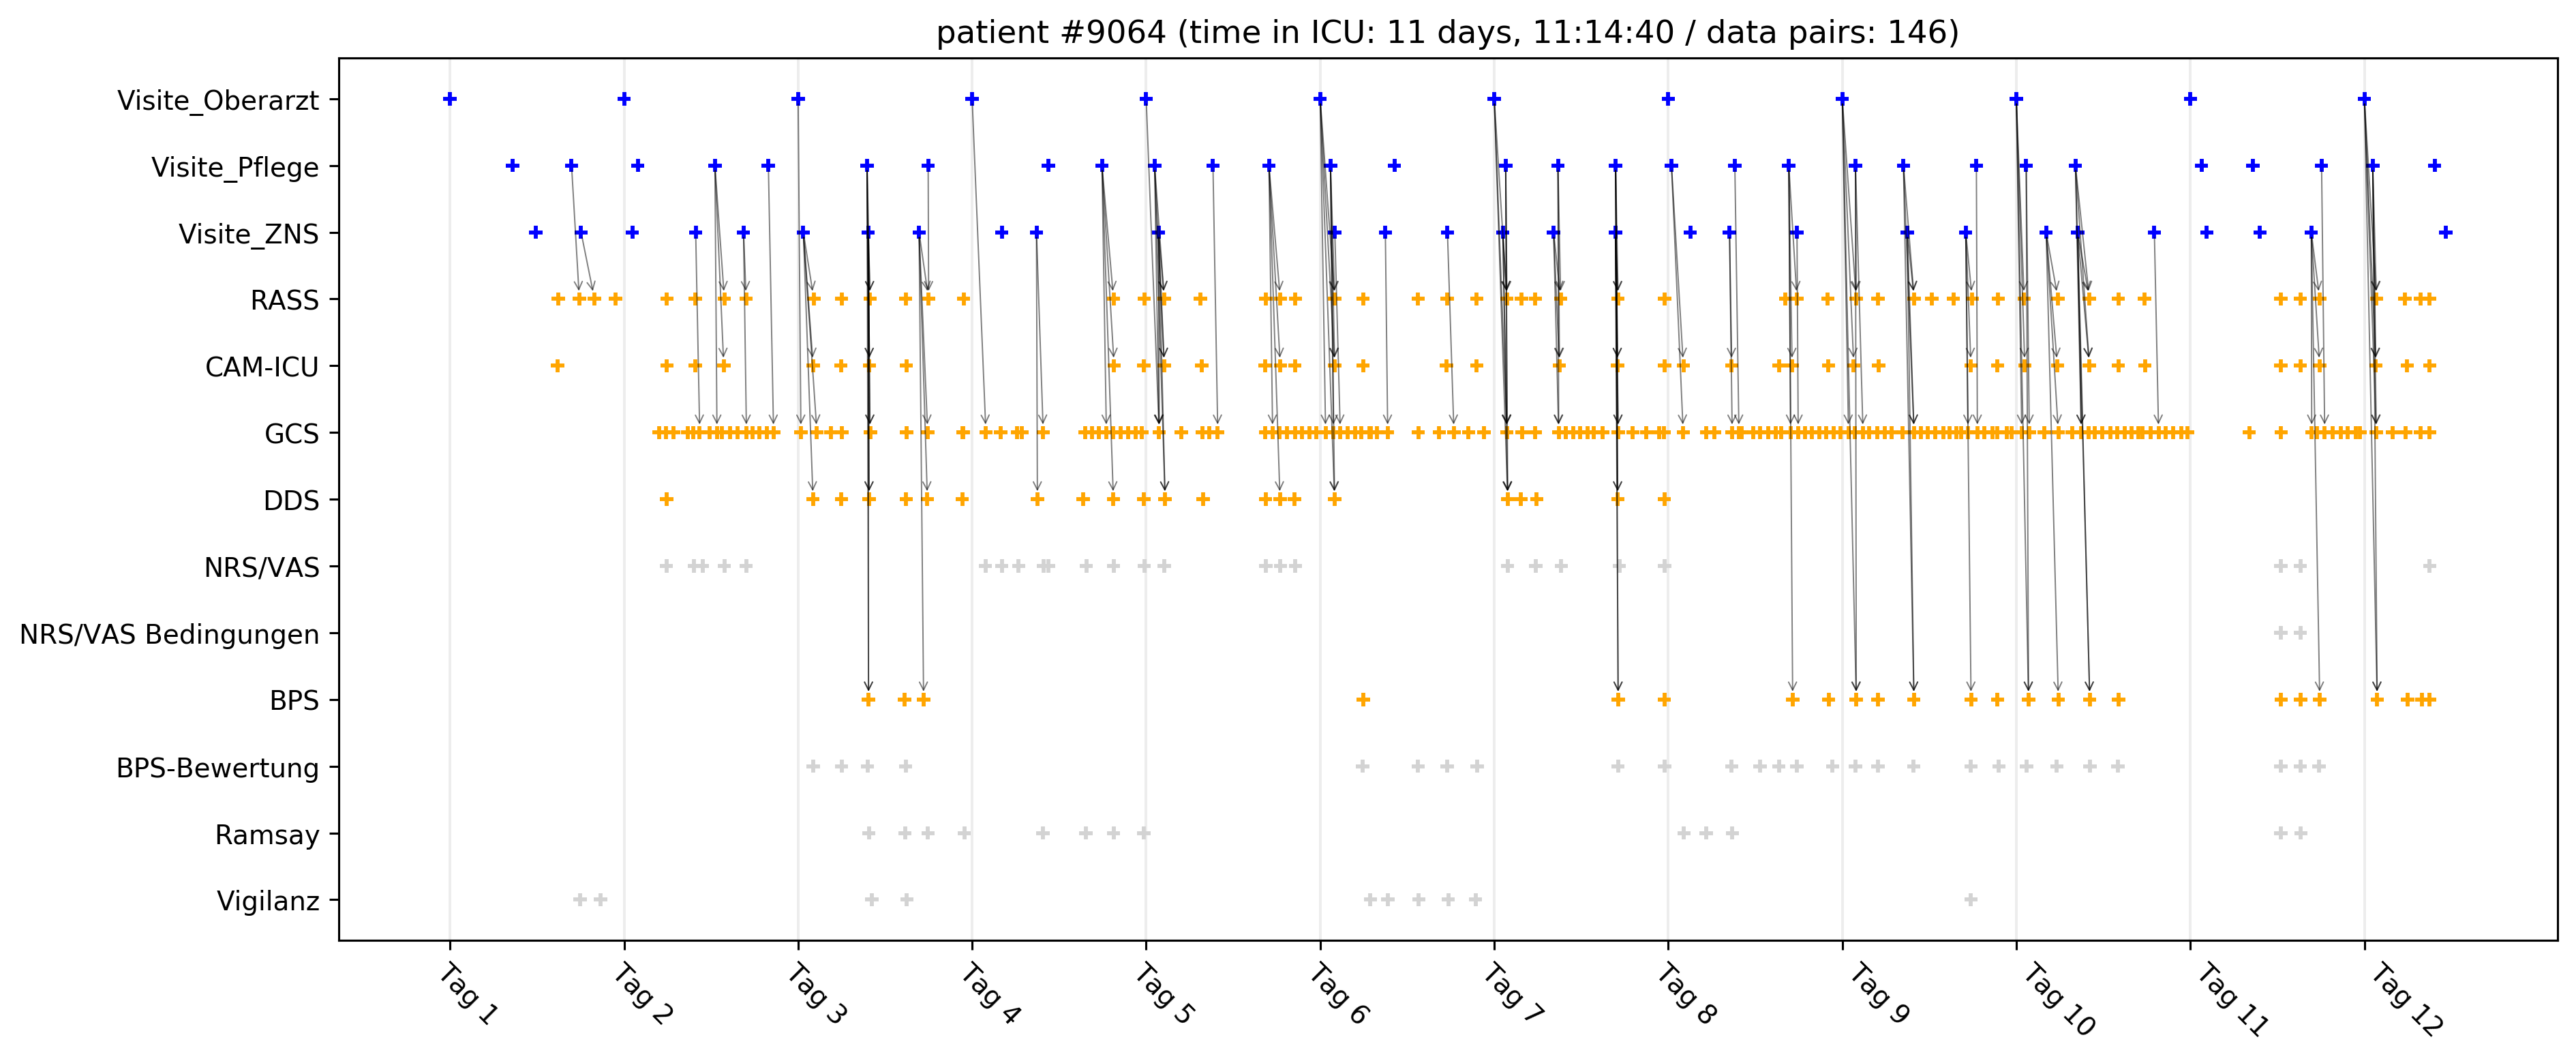 patient #9064 (time in ICU: 11 days, 11:14:40 / data pairs: 146)
Visite_Oberarzt
Visite_Pflege
Visite_ZNS
RASS
CAM-ICU
GCS
DDS
NRS/VAS
NRS/VAS Bedingungen
BPS
BPS-Bewertung
Ramsay
Vigilanz
Tag 1
Tag 2
Tag 3
Tag 4
Tag 5
Tag 6
Tag 7
Tag 8
Tag 9
Tag 10
Tag 11
Tag 12